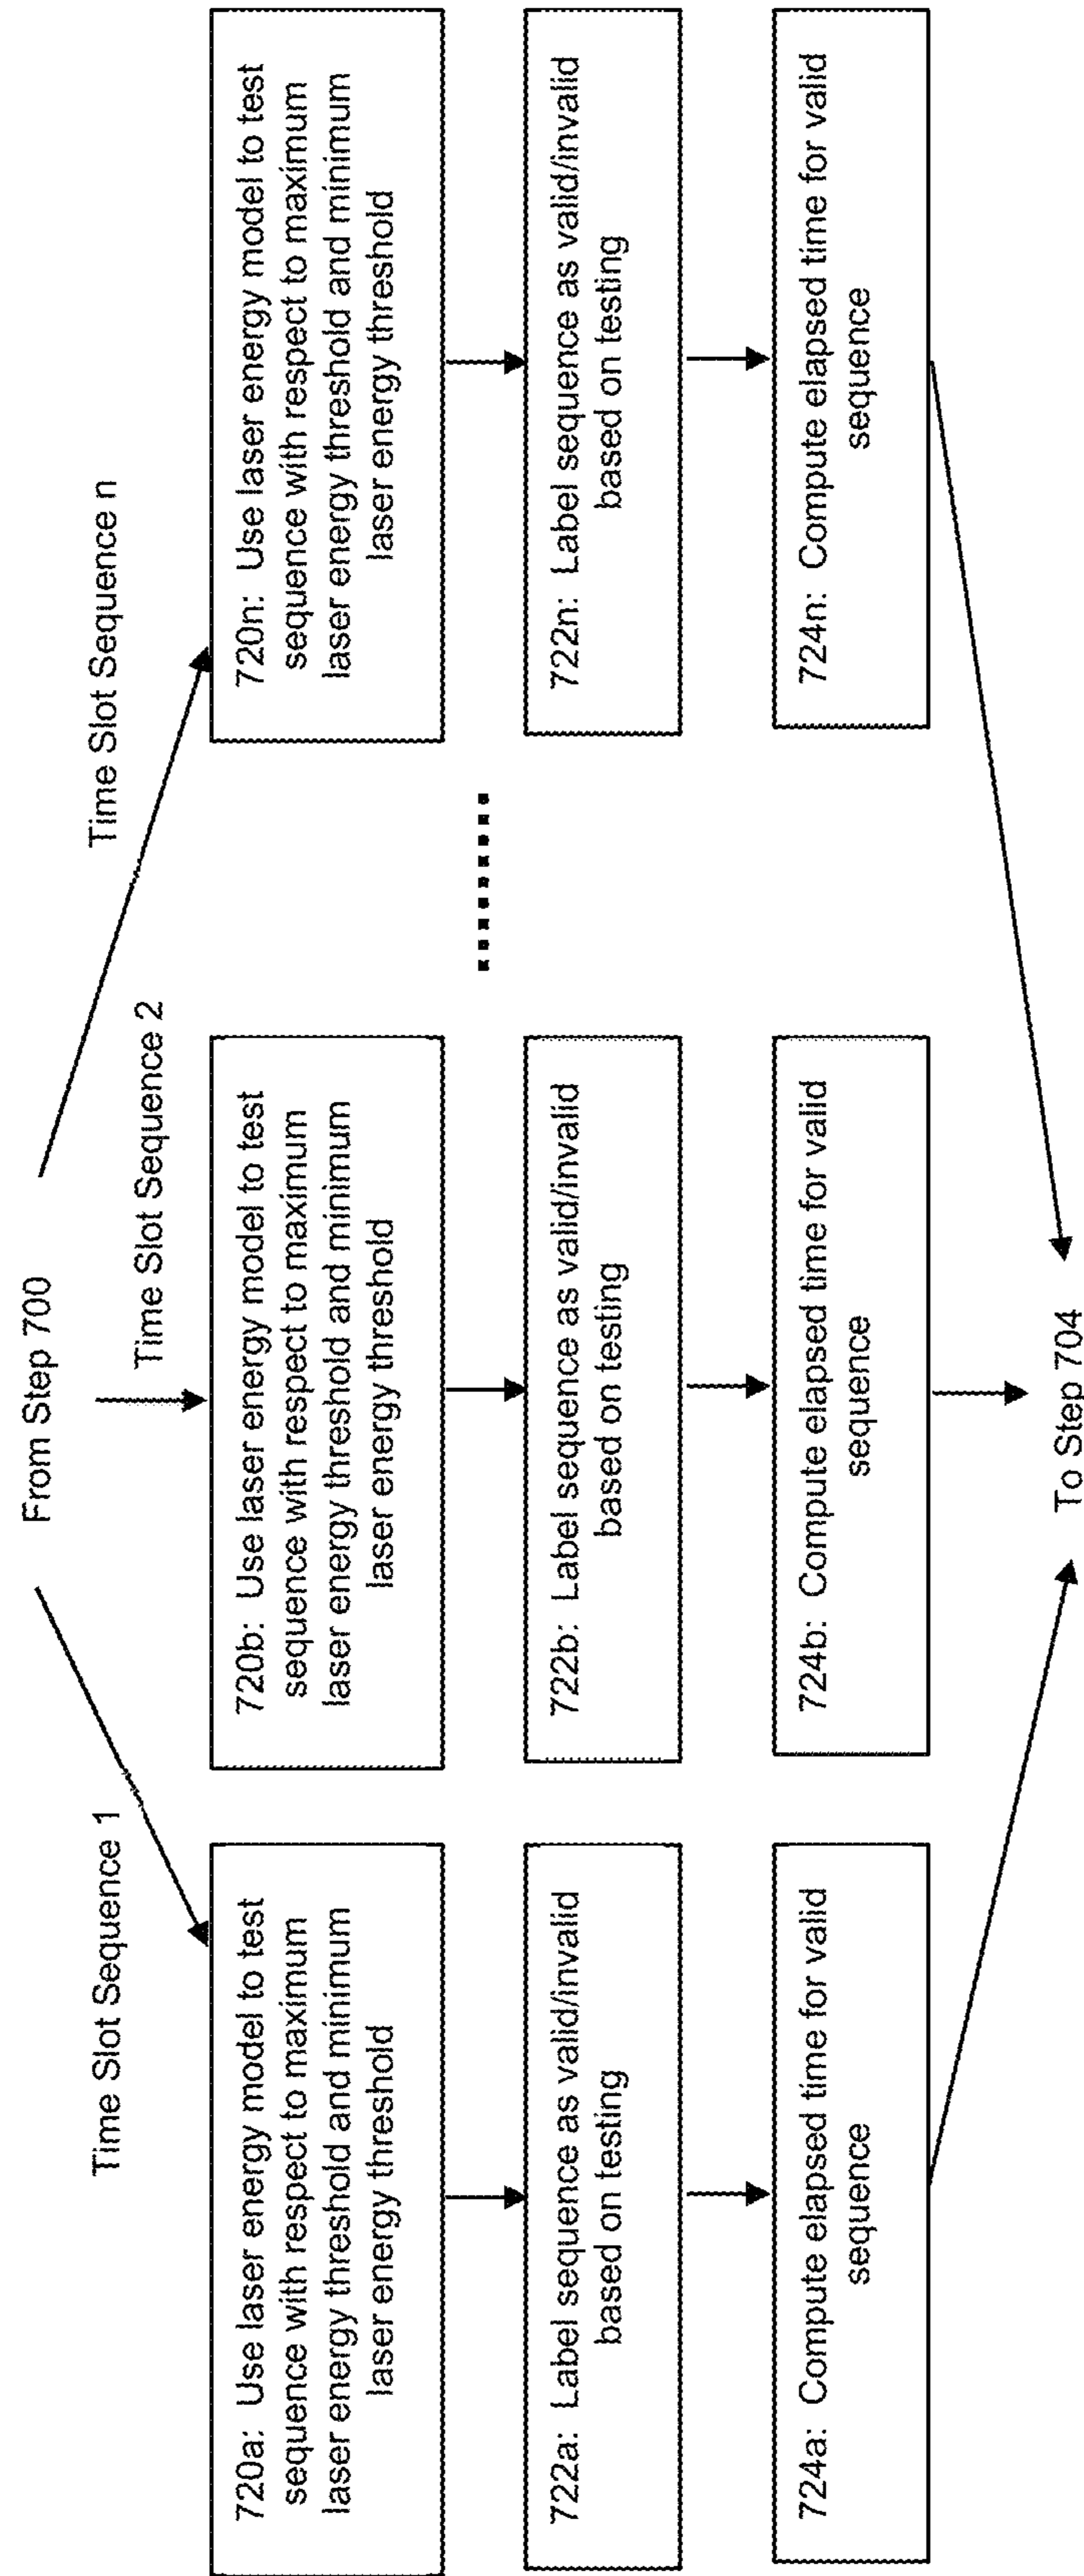 From Step 700
Time Slot Sequence 1
Time Slot Sequence 2
Time Slot Sequence n
720a: Use laser energy model to test
sequence with respect to maximum
laser energy threshold and minimum
laser energy threshold
722a: Label sequence as valid/invalid
based on testing
724a: Compute elapsed time for valid
sequence
720b: Use laser energy model to test
sequence with respect to maximum
laser energy threshold and minimum
laser energy threshold
722b: Label sequence as valid/invalid
based on testing
724b: Compute elapsed time for valid
sequence
720n: Use laser energy model to test
sequence with respect to maximum
laser energy threshold and minimum
laser energy threshold
722n: Label sequence as valid/invalid
based on testing
724n: Compute elapsed time for valid
sequence
To Step 704